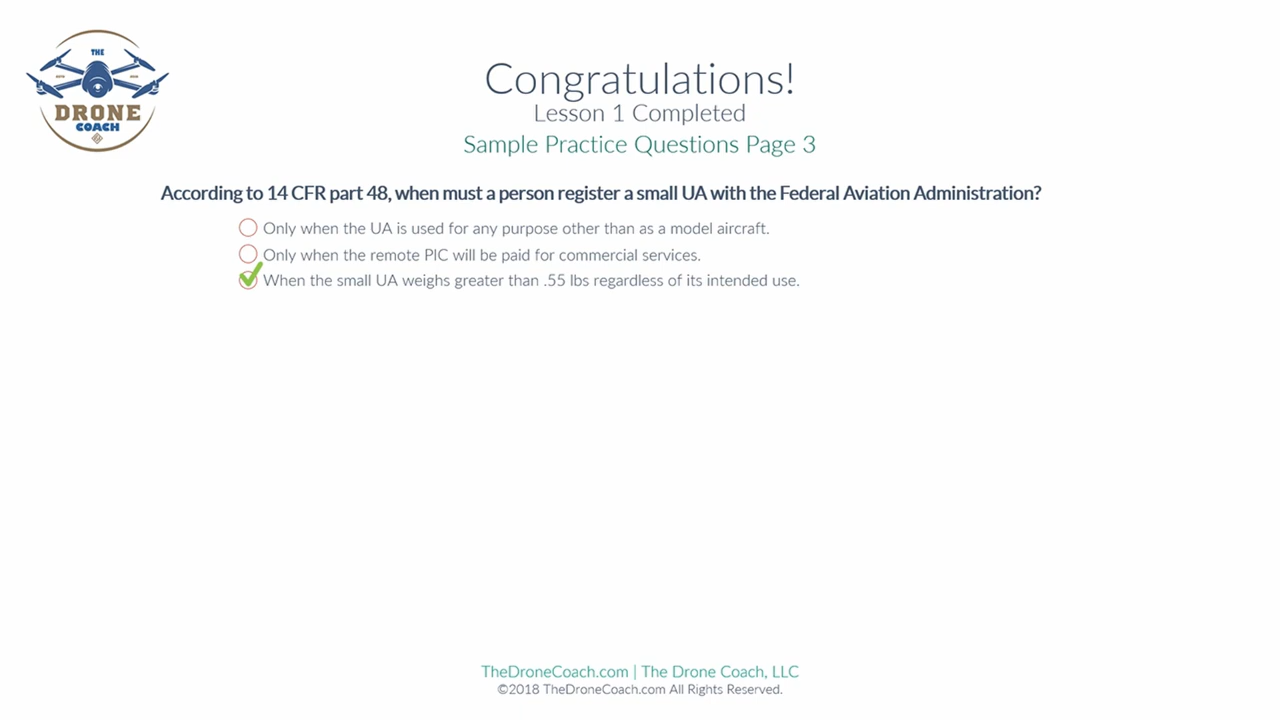 THE
DRONE
COACH
Congratulations!
Lesson 1 Completed
Sample Practice Questions Page 3
According to 14 CFR part 48, when must a person register a small UA with the Federal Aviation Administration?
Only when the UA is used for any purpose other than as a model aircraft.
Only when the remote PIC will be paid for commercial services.
When the small UA weighs greater than .55 lbs regardless of its intended use.
TheDroneCoach.com | The Drone Coach, LLC
©2018 TheDroneCoach.com All Rights Reserved.